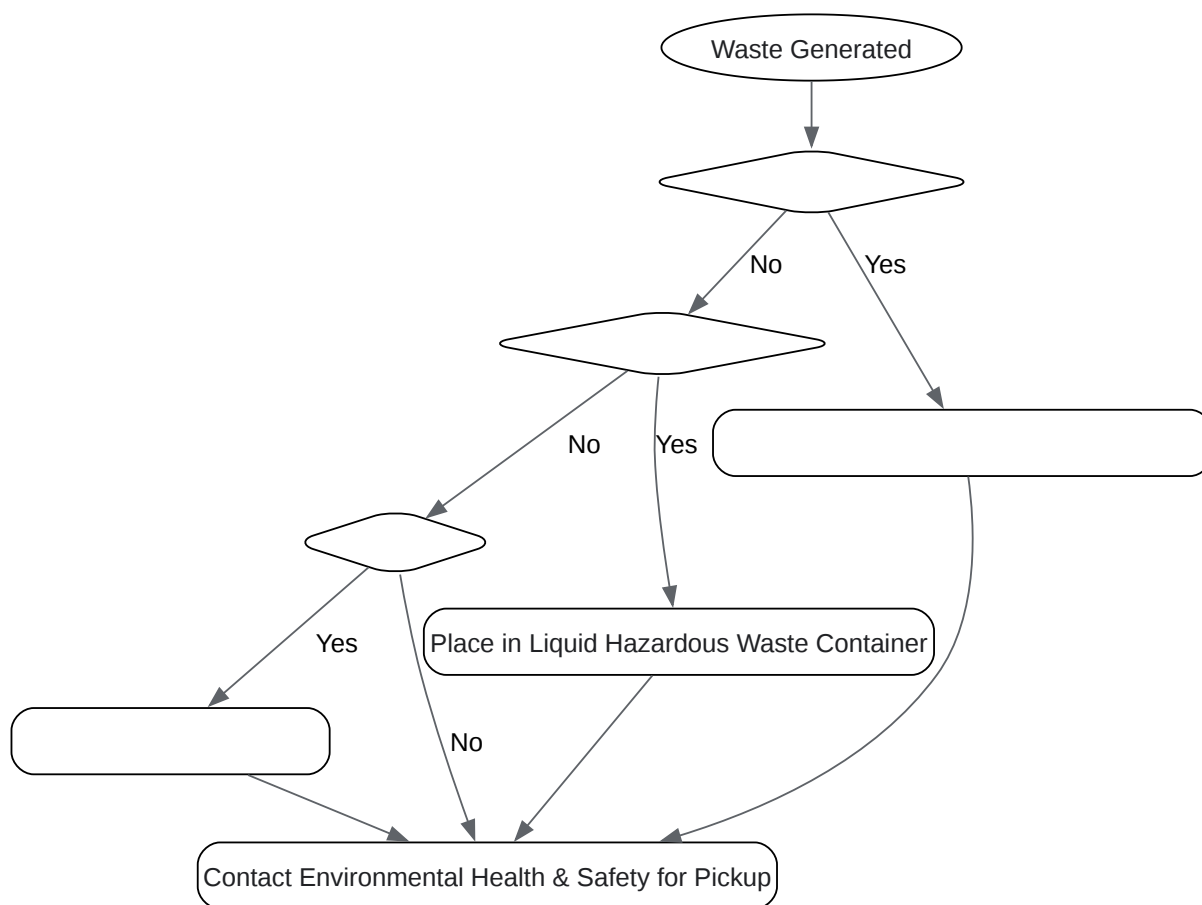 Waste Generated
No
Yes
No
Yes
Place in Liquid Hazardous Waste Container
Yes
No
Contact Environmental Health & Safety for Pickup